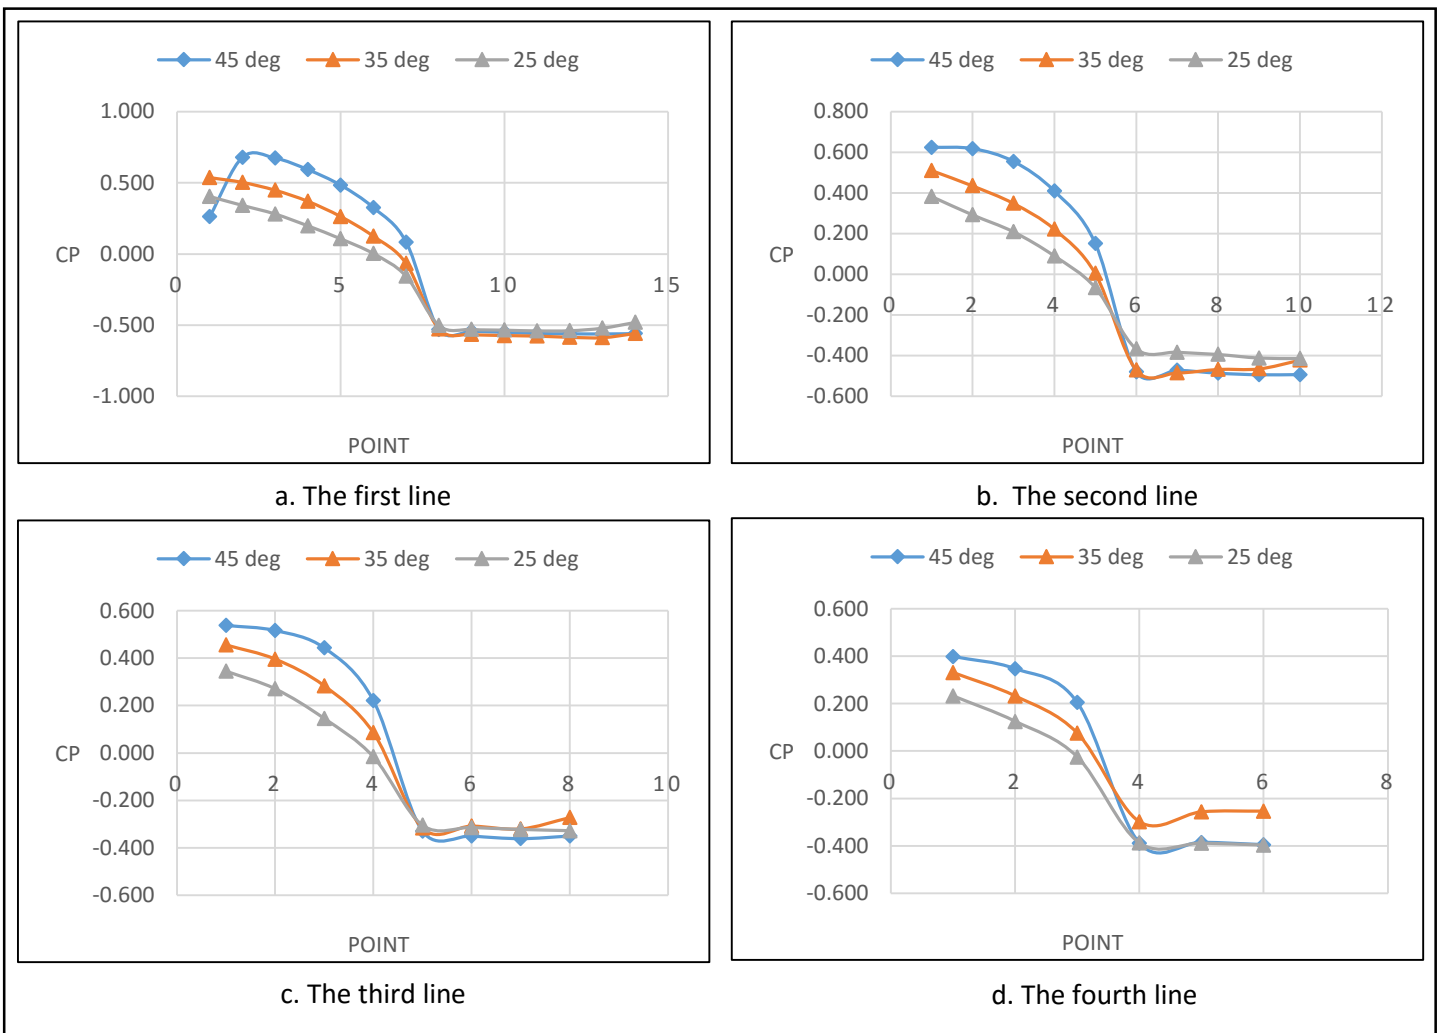 45 deg 35 deg 25 deg
1.000
0.500
0.000
-0.500
-1.000
0 5 10 15
CP
POINT
a. The first line
45 deg 35 deg 25 deg
0.800
0.600
0.400
0.200
0.000
-0.200
-0.400
-0.600
0 2 4 6 8 10 12
CP
POINT
b. The second line
45 deg 35 deg 25 deg
0.600
0.400
0.200
0.000
-0.200
-0.400
-0.600
0 2 4 6 8 10
CP
POINT
c. The third line
45 deg 35 deg 25 deg
0.600
0.400
0.200
0.000
-0.200
-0.400
-0.600
0 2 4 6 8
CP
POINT
d. The fourth line